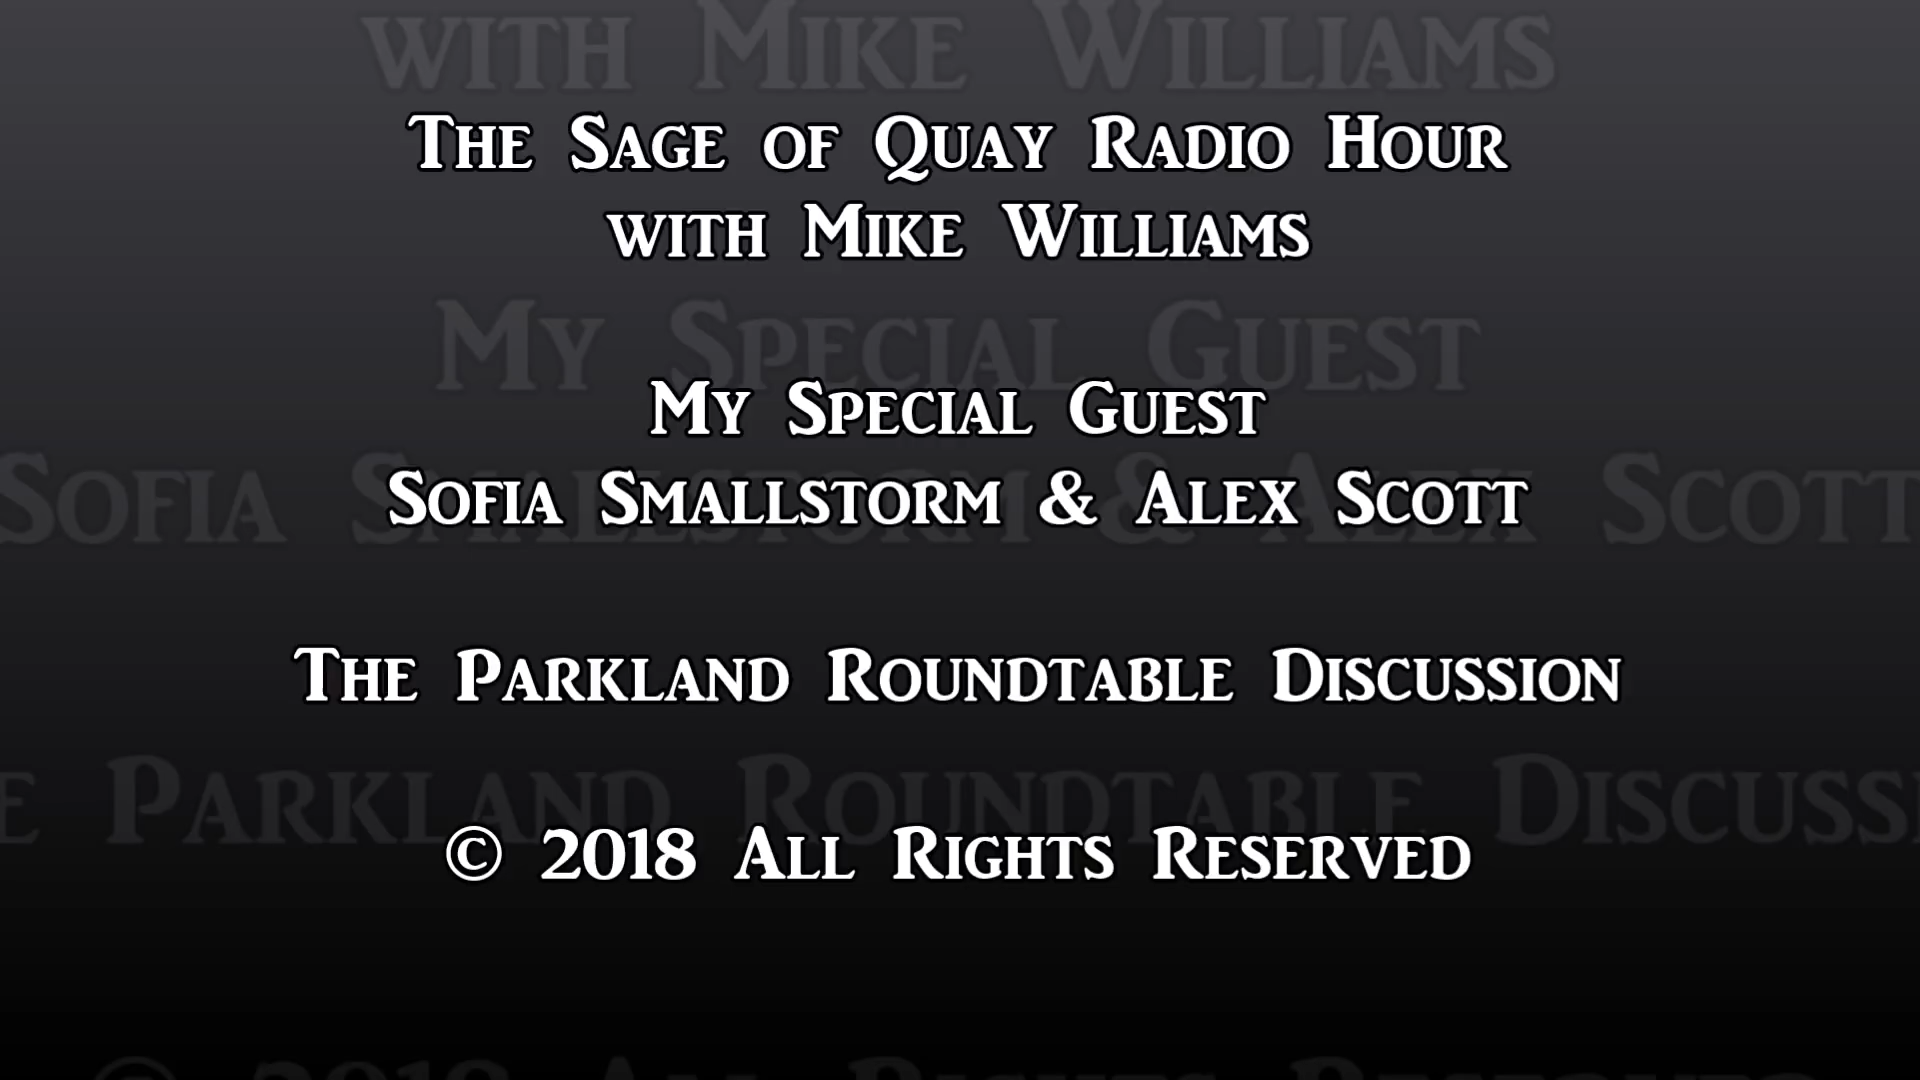 The Sage of Quay Radio Hour
with Mike Williams
My Special Guest
Sofia Smallstorm & Alex Scott
The Parkland Roundtable Discussion
© 2018 All Rights Reserved